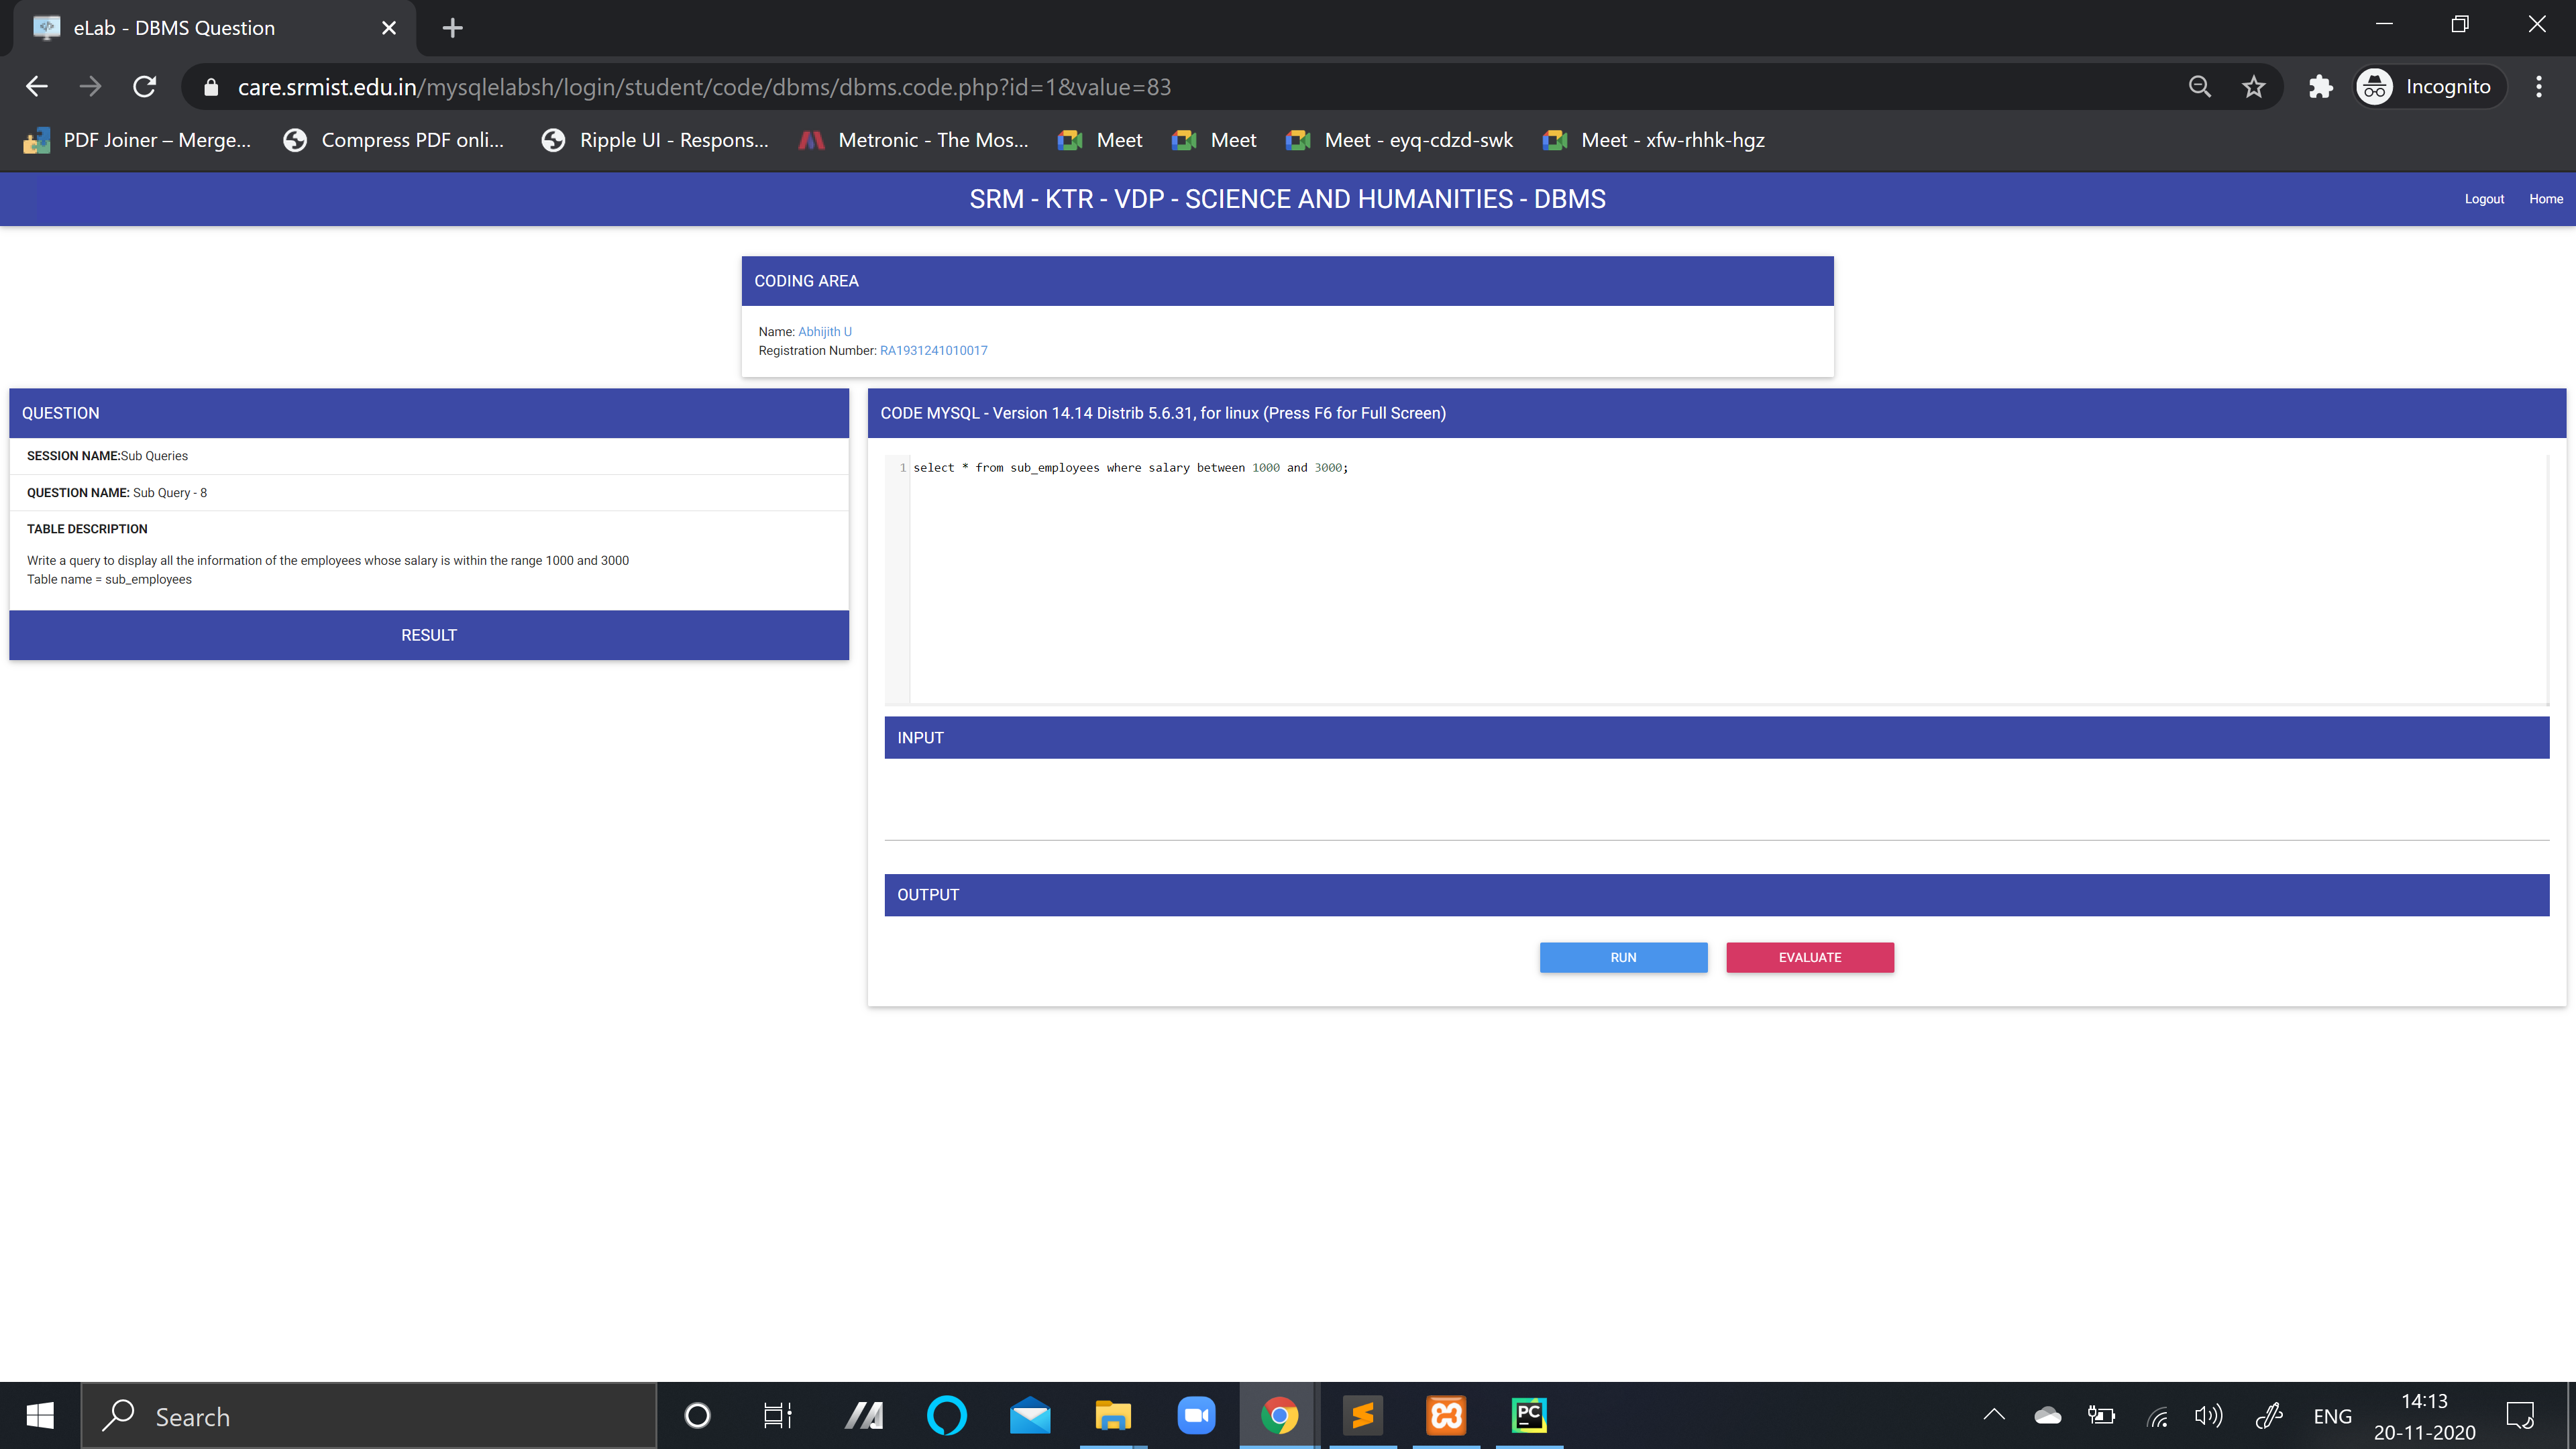 eLab - DBMS Question
care.srmist.edu.in/mysqlelabsh/login/student/code/dbms/dbms.code.php?id=1&value=83
Incognito
PDF Joiner – Merge...
Compress PDF onli...
Ripple UI - Respons...
Metronic - The Mos...
Meet
Meet
Meet - eyq-cdzd-swk
Meet - xfw-rhhk-hgz
SRM - KTR - VDP - SCIENCE AND HUMANITIES - DBMS
Logout
Home
CODING AREA
Name: Abhijith U
Registration Number: RA1931241010017
QUESTION
SESSION NAME:Sub Queries
QUESTION NAME: Sub Query - 8
TABLE DESCRIPTION
Write a query to display all the information of the employees whose salary is within the range 1000 and 3000
Table name = sub_employees
RESULT
CODE MYSQL - Version 14.14 Distrib 5.6.31, for linux (Press F6 for Full Screen)
1 select * from sub_employees where salary between 1000 and 3000;
INPUT
OUTPUT
RUN
EVALUATE
Search
PC
ENG
14:13
20-11-2020